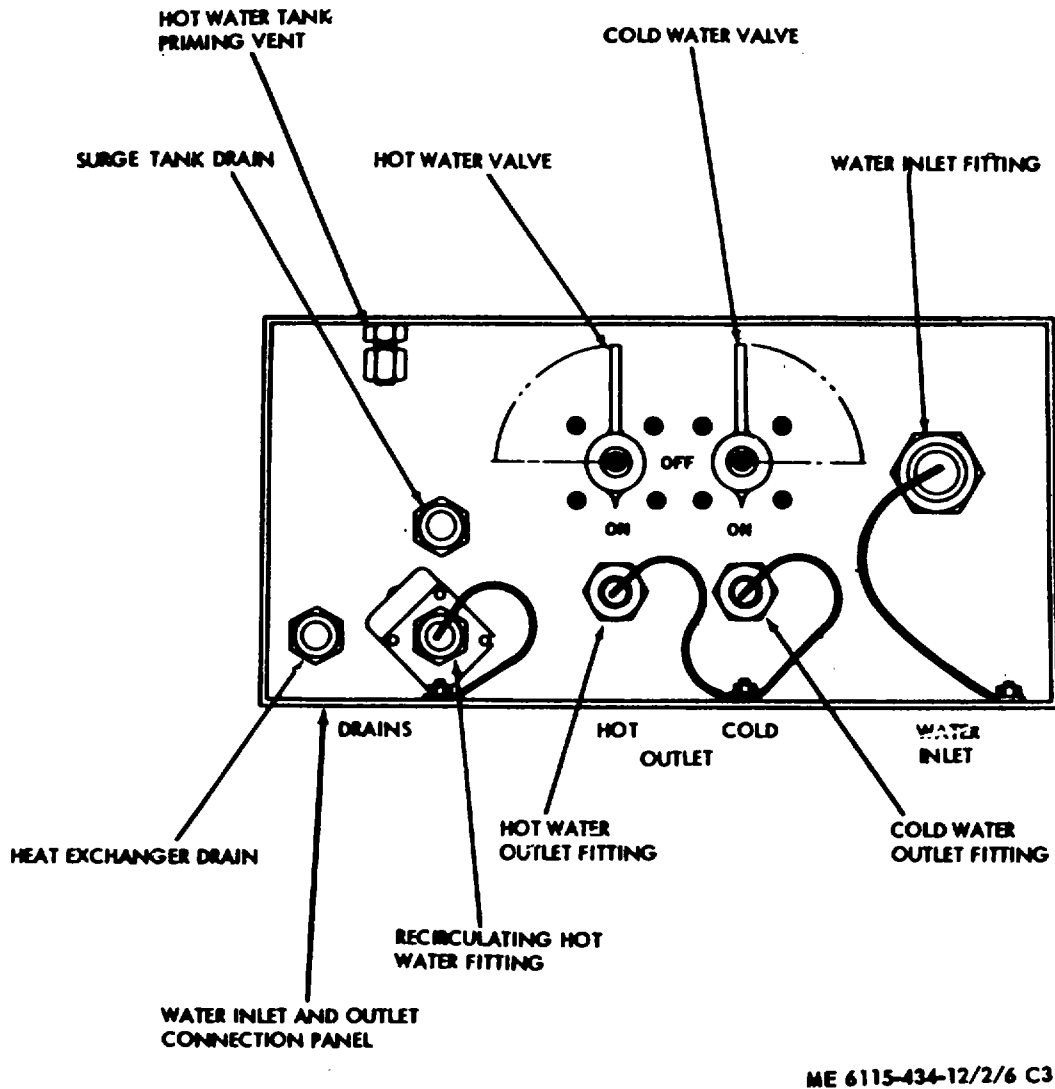 HOT WATER TANK
PRIMING VENT
COLD WATER VALVE
SURGE TANK DRAIN
HOT WATER VALVE
WATER INLET FITTING
OFF
ON
ON
DRAINS
HOT
COLD
OUTLET
WATER
INLET
HEAT EXCHANGER DRAIN
HOT WATER
OUTLET FITTING
COLD WATER
OUTLET FITTING
RECIRCULATING HOT
WATER FITTING
WATER INLET AND OUTLET
CONNECTION PANEL
ME 6115-434-12/2/6 C3